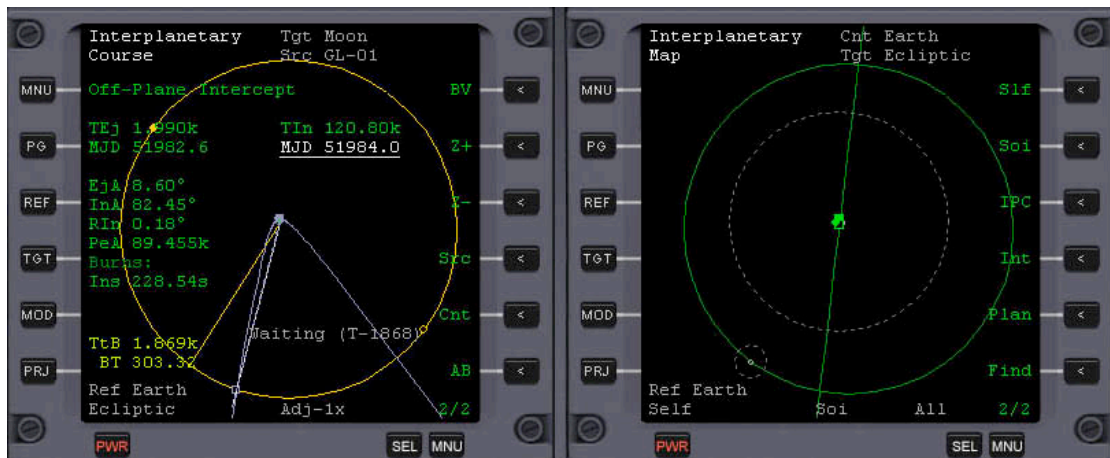 Interplanetary Tgt Moon
Course Src GL-01
MNU Off-Plane Intercept BV <
TEj 1.990k TIn 120.80k
PG MJD 51982.6 MJD 51984.0 Z+ <
EjA 8.60°
REF InA 82.45° Z- <
RIn 0.18°
PeA 89.455k
TGT Burns: Src <
Ins 228.54s
MOD Cnt <
Waiting (T-1868)
TtB 1.869k
PRJ BT 303.32 AB <
Ref Earth
Ecliptic Adj-1x 2/2
PWR SEL MNU
Interplanetary Cnt Earth
Map Tgt Ecliptic
MNU Slf <
PG Soi <
REF IPC <
TGT Int <
MOD Plan <
PRJ Find <
Ref Earth
Self Soi All 2/2
PWR SEL MNU